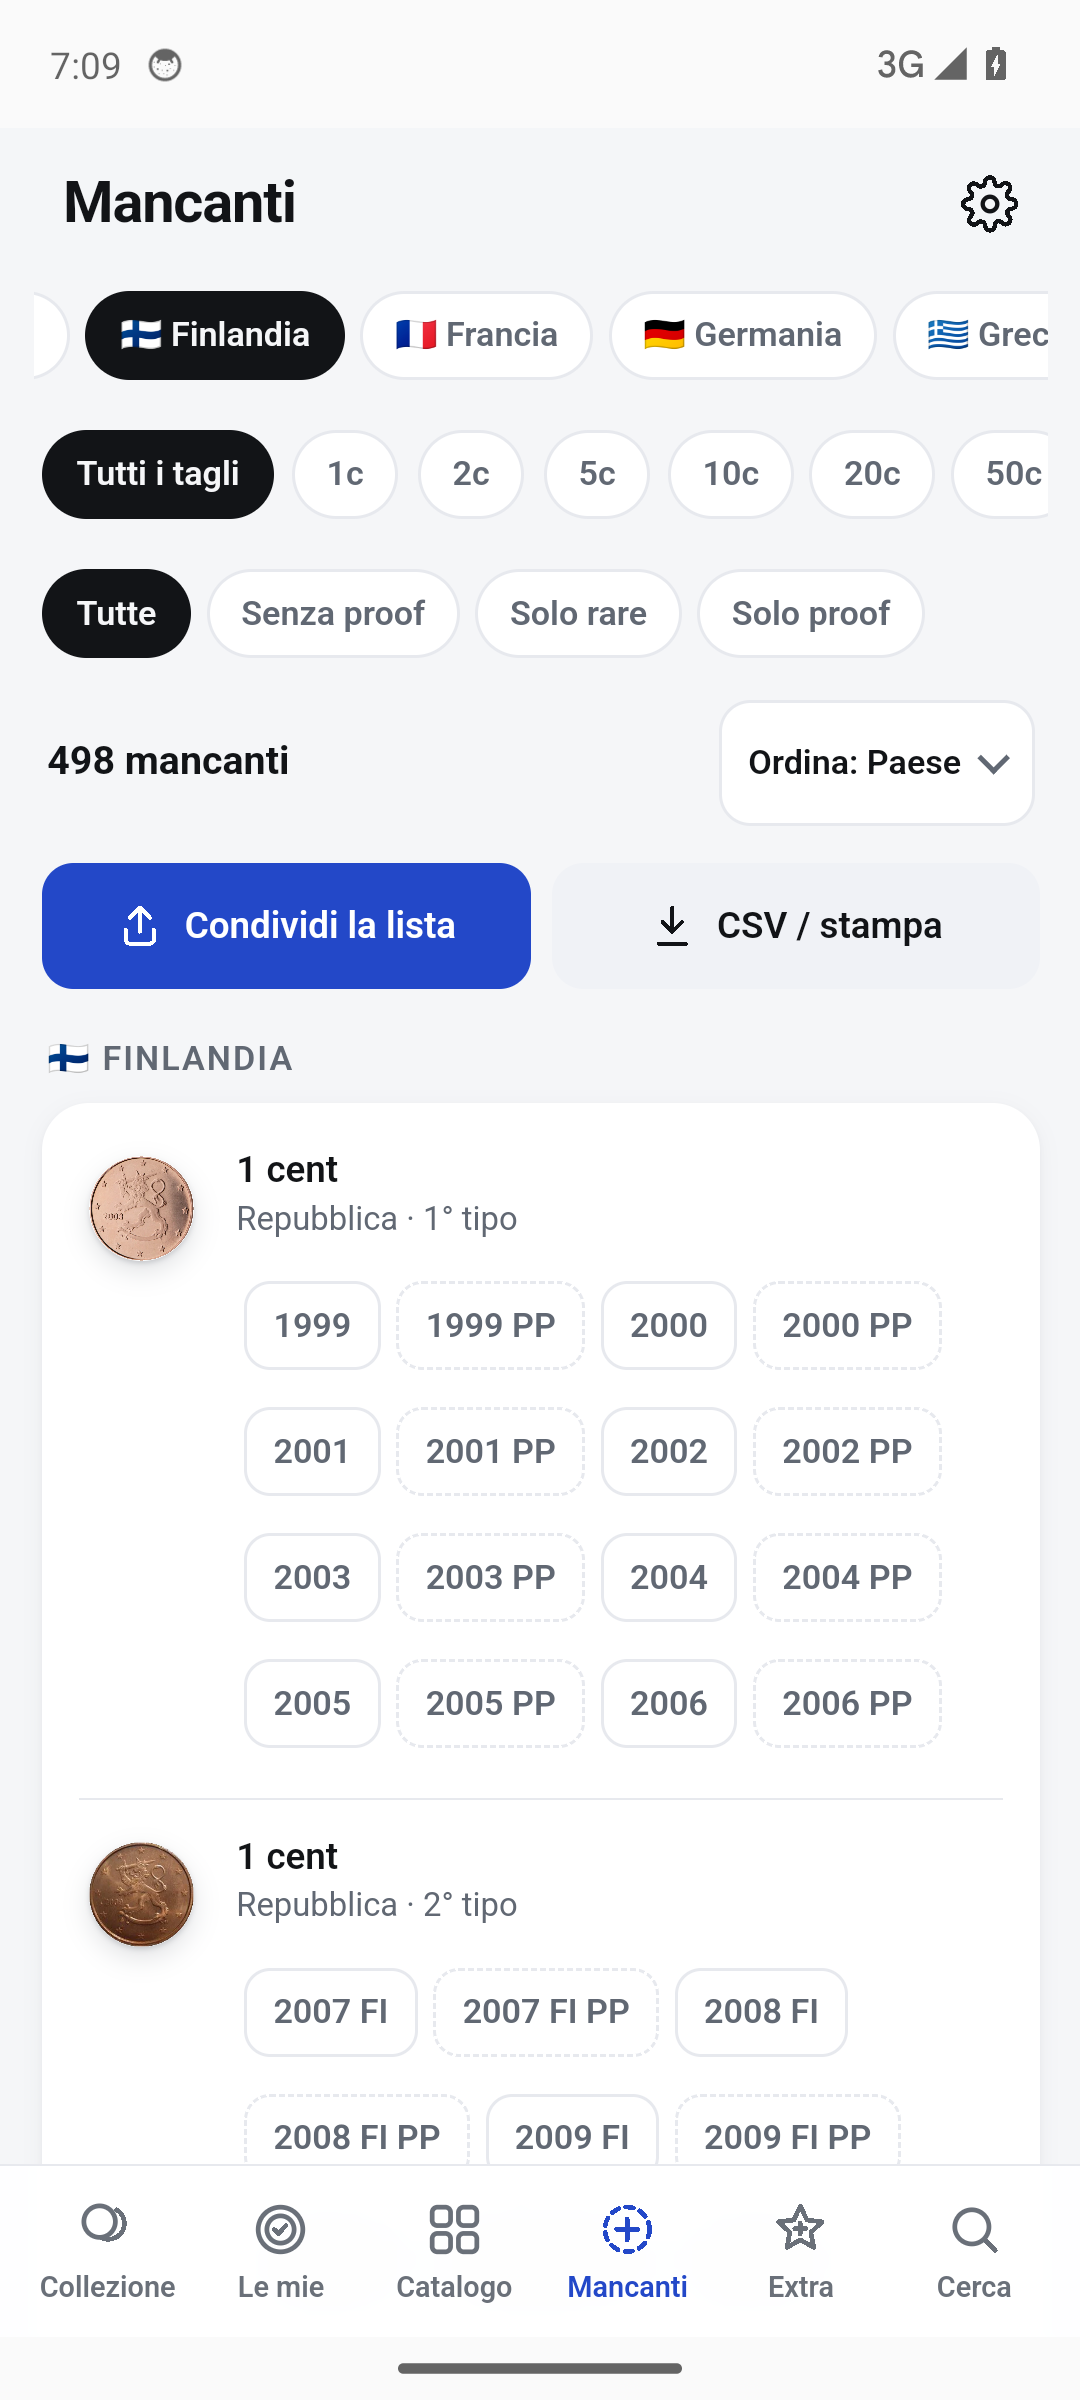 7:09
3G
Mancanti
Finlandia
Francia
Germania
Grec
Tutti i tagli
1c
2c
5c
10c
20c
50c
Tutte
Senza proof
Solo rare
Solo proof
498 mancanti
Ordina: Paese
Condividi la lista
CSV / stampa
FINLANDIA
1 cent
Repubblica · 1° tipo
1999
1999 PP
2000
2000 PP
2001
2001 PP
2002
2002 PP
2003
2003 PP
2004
2004 PP
2005
2005 PP
2006
2006 PP
1 cent
Repubblica · 2° tipo
2007 FI
2007 FI PP
2008 FI
2008 FI PP
2009 FI
2009 FI PP
Collezione
Le mie
Catalogo
Mancanti
Extra
Cerca